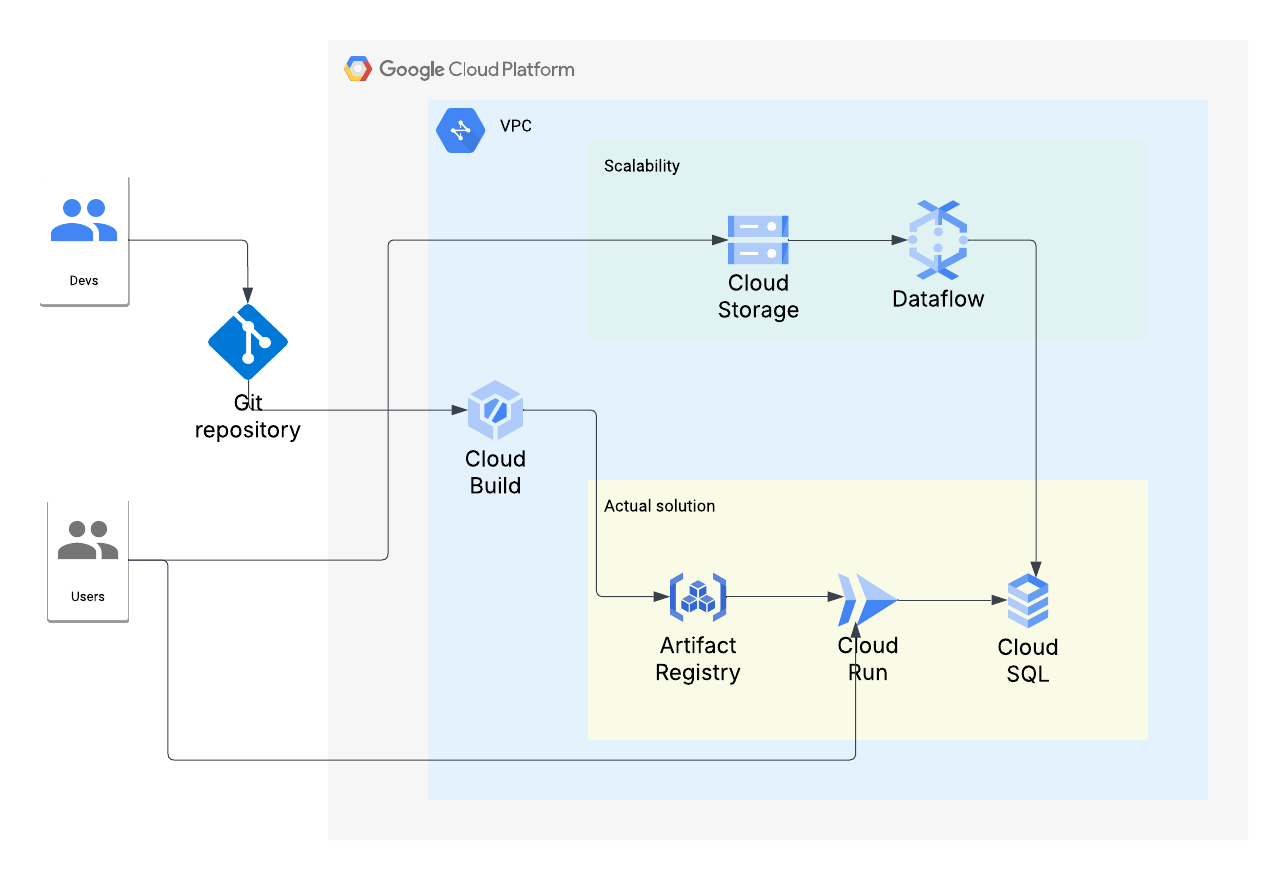 Google Cloud Platform
VPC
Scalability
Devs
Cloud
Storage
Dataflow
Git
repository
Cloud
Build
Actual solution
Users
Artifact
Registry
Cloud
Run
Cloud
SQL